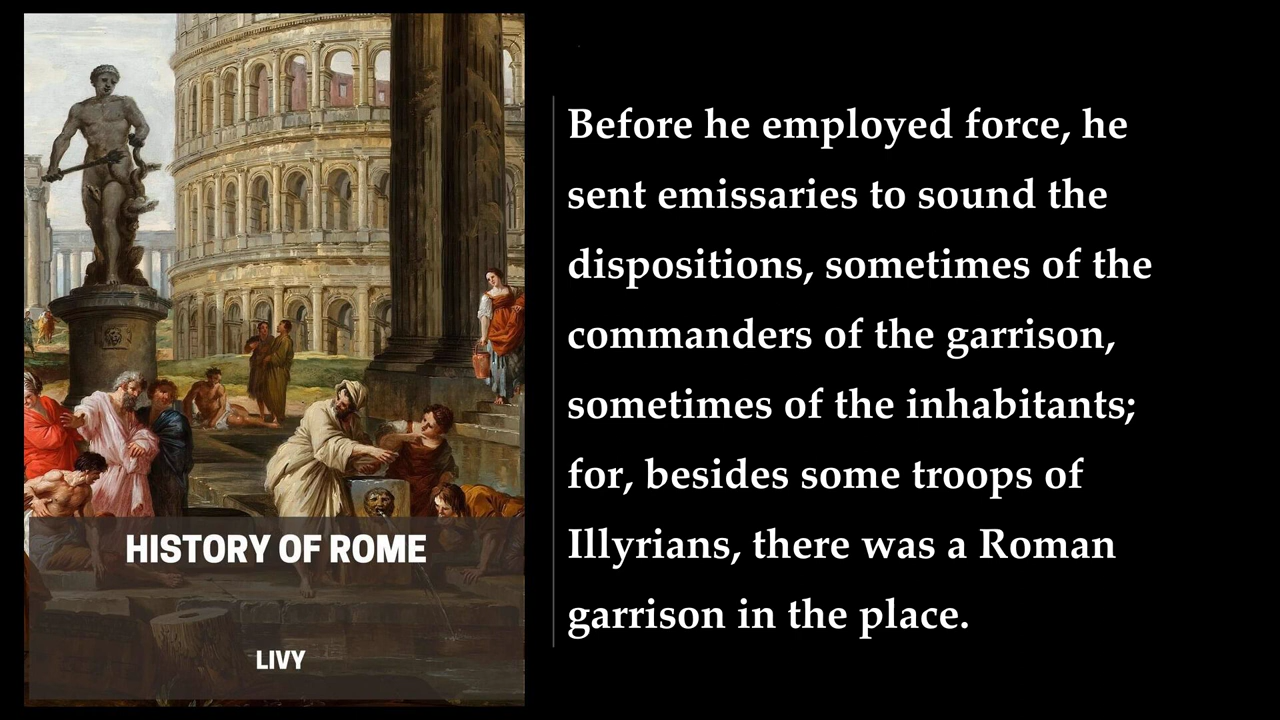 HISTORY OF ROME
LIVY
Before he employed force, he
sent emissaries to sound the
dispositions, sometimes of the
commanders of the garrison,
sometimes of the inhabitants;
for, besides some troops of
Illyrians, there was a Roman
garrison in the place.